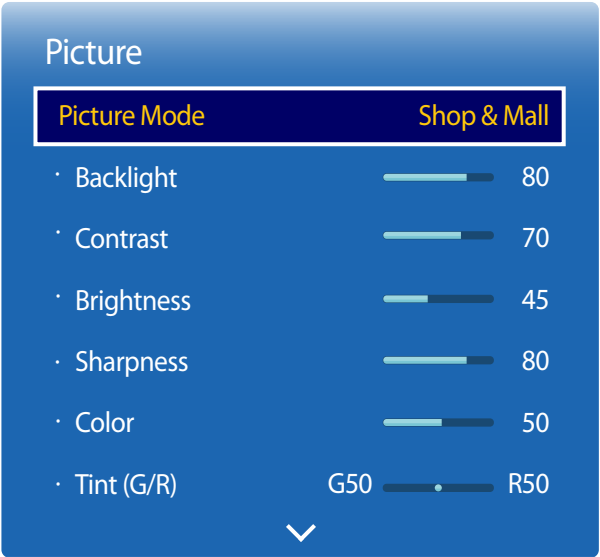 Picture
Picture Mode Shop & Mall
· Backlight 80
· Contrast 70
· Brightness 45
· Sharpness 80
· Color 50
· Tint (G/R) G50 R50